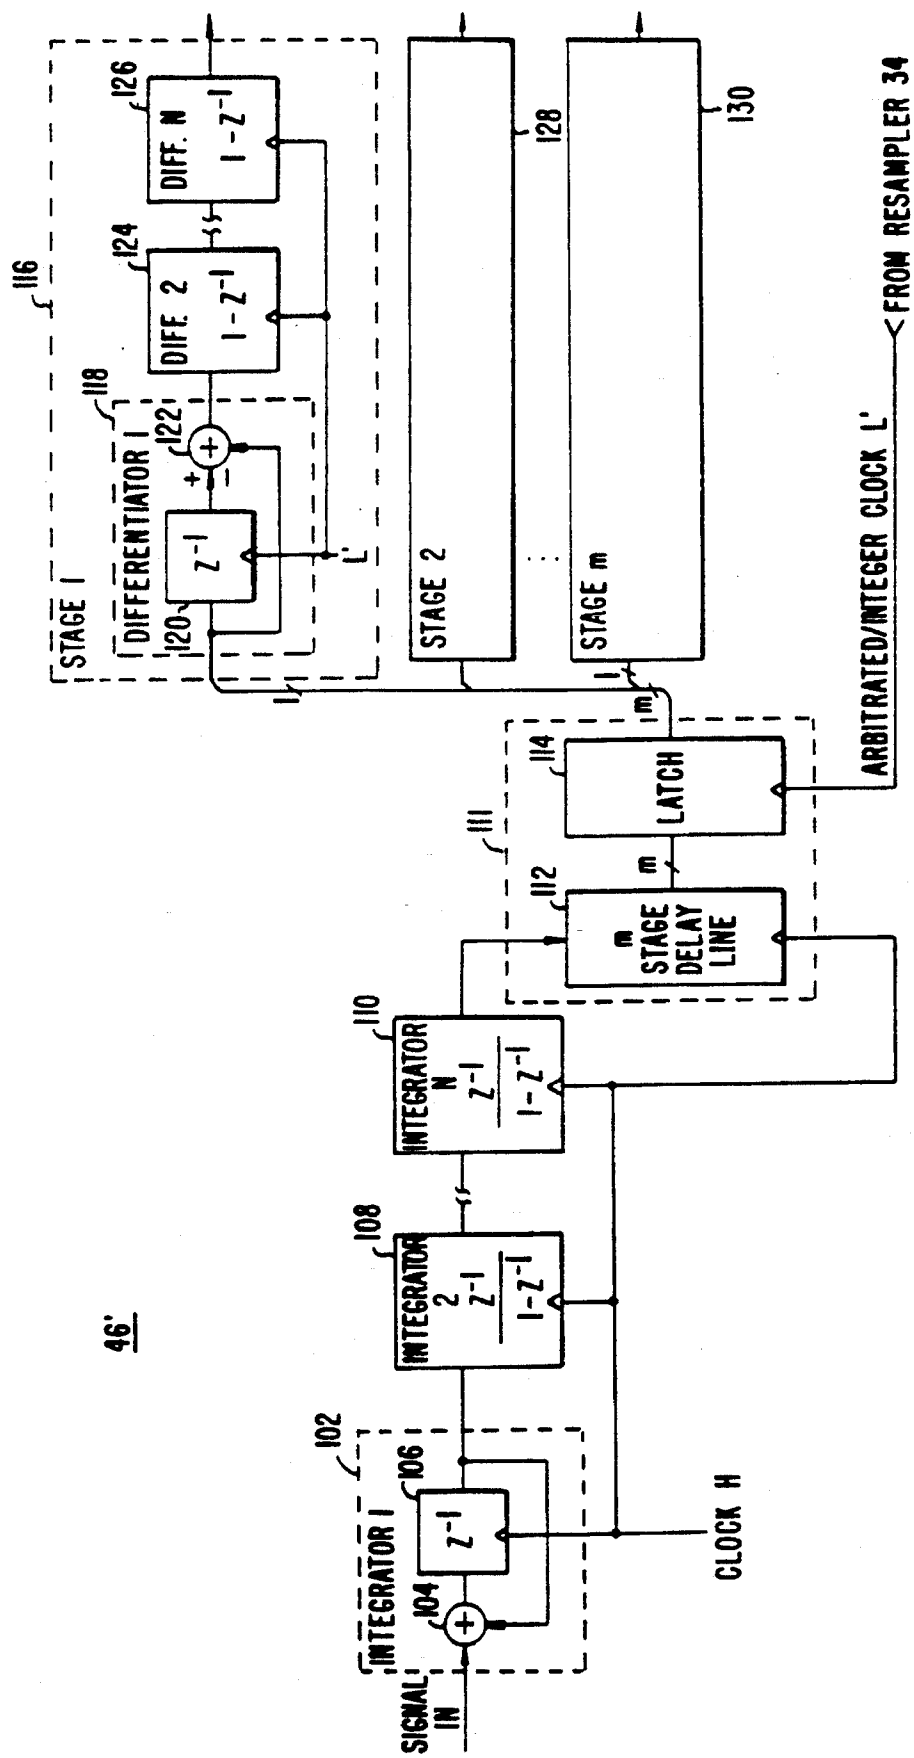 46'
SIGNAL
IN
INTEGRATOR 1
102
104
+
106
Z⁻¹
CLOCK H
INTEGRATOR
2
Z⁻¹
1-Z⁻¹
108
INTEGRATOR
N
Z⁻¹
1-Z⁻¹
110
111
112
m
STAGE
DELAY
LINE
m
114
LATCH
m
1
1
ARBITRATED/INTEGER CLOCK L'
FROM RESAMPLER 34
STAGE 1
116
DIFFERENTIATOR 1
118
120
Z⁻¹
L'
+
-
122
+
DIFF. 2
1-Z⁻¹
124
DIFF. N
1-Z⁻¹
126
STAGE 2
128
...
STAGE m
130